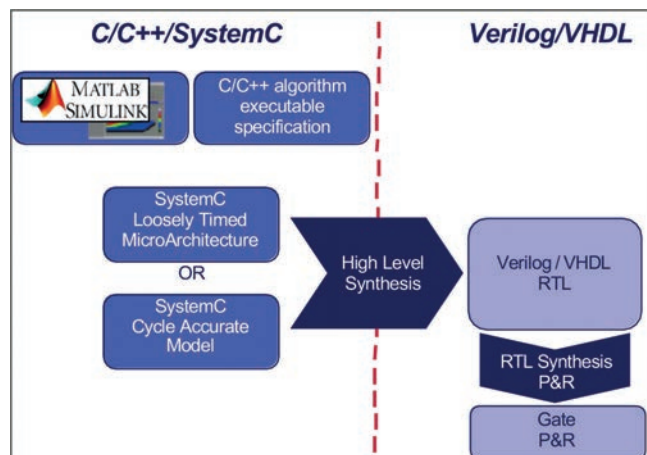 C/C++/SystemC
Verilog/VHDL
MATLAB
SIMULINK
C/C++ algorithm
executable
specification
SystemC
Loosely Timed
MicroArchitecture
OR
SystemC
Cycle Accurate
Model
High Level
Synthesis
Verilog / VHDL
RTL
RTL Synthesis
P&R
Gate
P&R